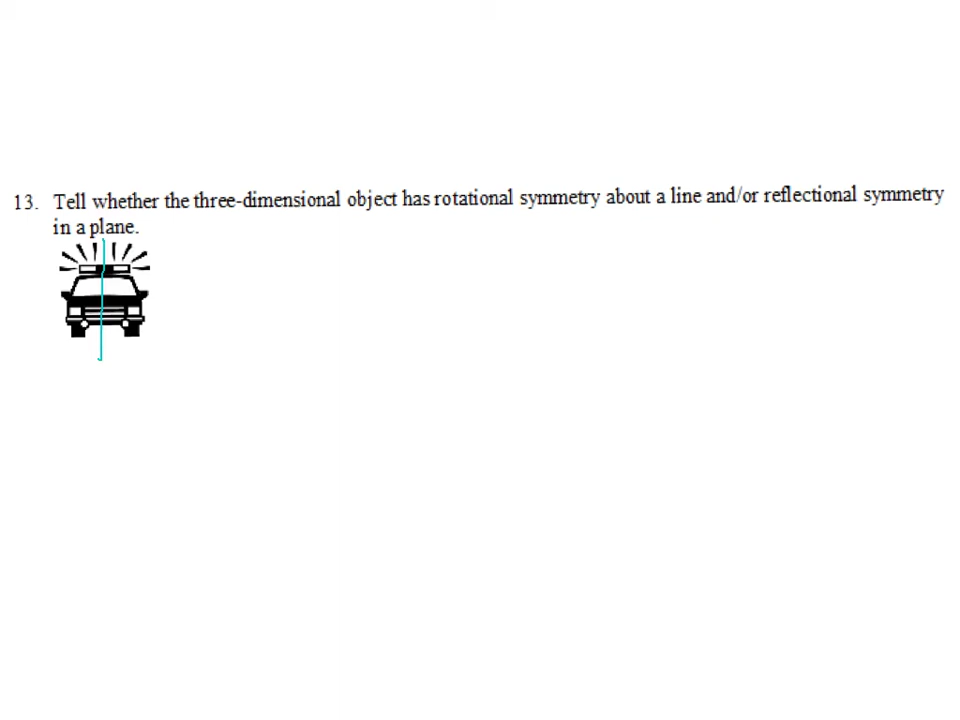 13. Tell whether the three-dimensional object has rotational symmetry about a line and/or reflectional symmetry
in a plane.